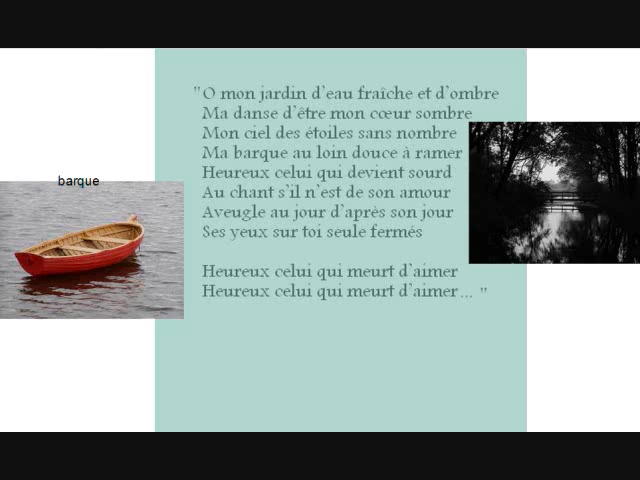 "O mon jardin d'eau fraîche et d'ombre
Ma danse d'être mon cœur sombre
Mon ciel des étoiles sans nombre
Ma barque au loin douce à ramer
Heureux celui qui devient sourd
Au chant s'il n'est de son amour
Aveugle au jour d'après son jour
Ses yeux sur toi seule fermés
Heureux celui qui meurt d'aimer
Heureux celui qui meurt d'aimer... "
barque